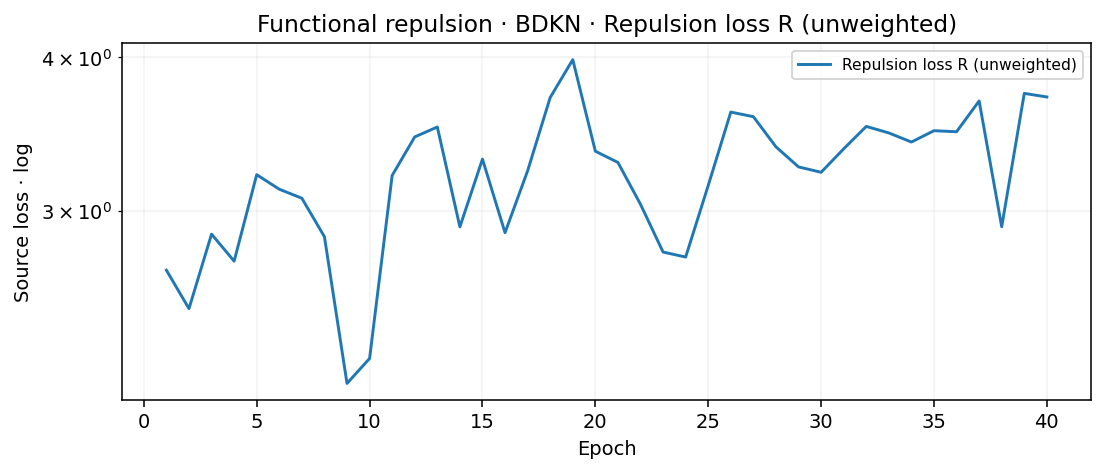 Functional repulsion · BDKN · Repulsion loss R (unweighted)
Repulsion loss R (unweighted)
Source loss · log
4 × 10⁰
3 × 10⁰
0 5 10 15 20 25 30 35 40
Epoch